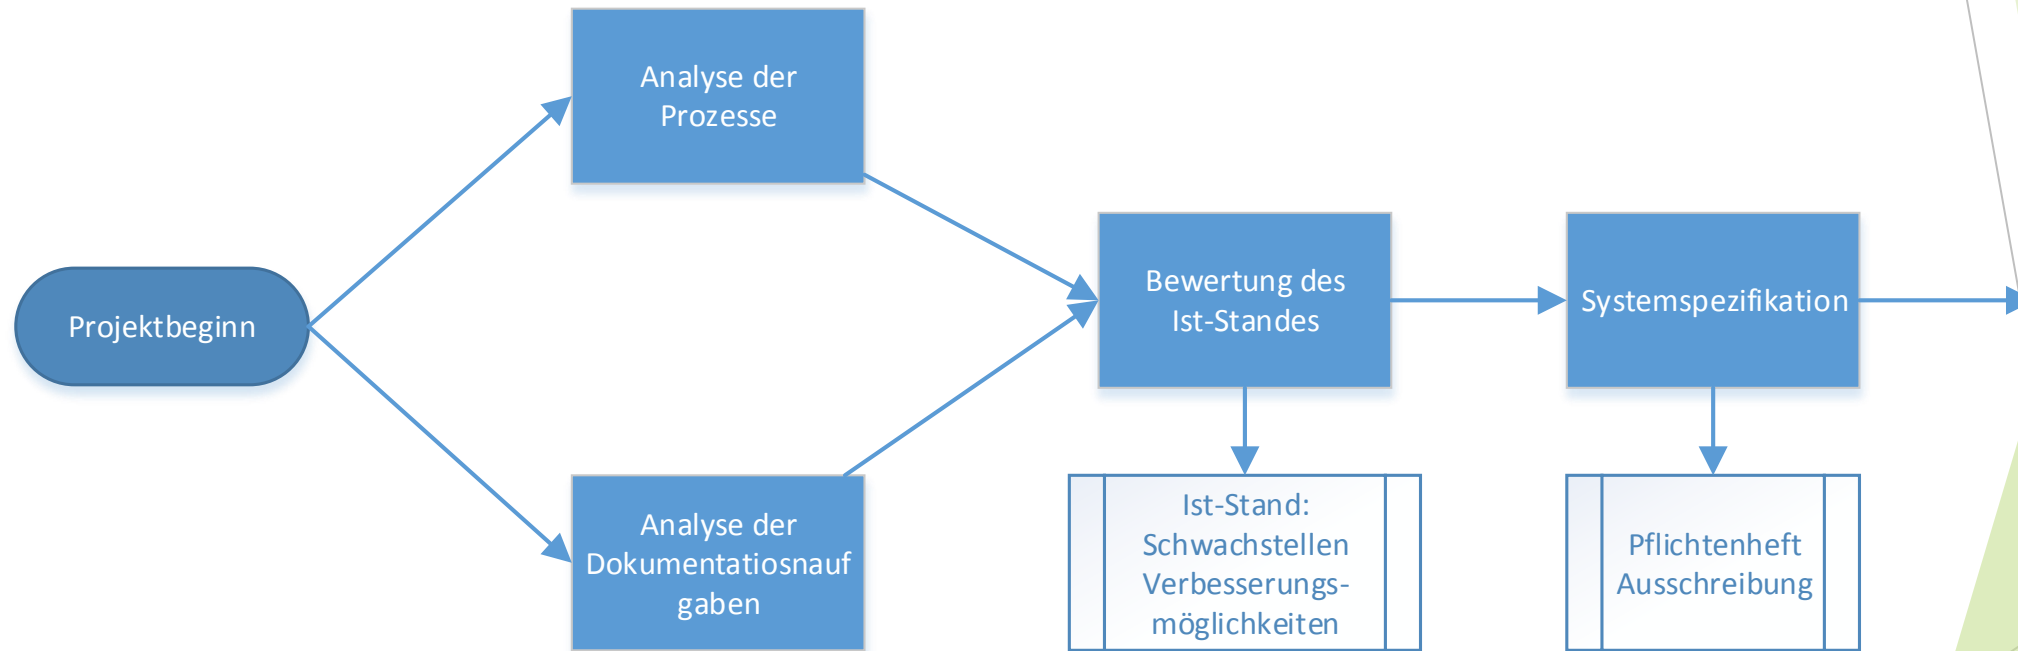 Analyse der
Prozesse
Projektbeginn
Bewertung des
Ist-Standes
Systemspezifikation
Analyse der
Dokumentatiosnauf
gaben
Ist-Stand:
Schwachstellen
Verbesserungs-
möglichkeiten
Pflichtenheft
Ausschreibung